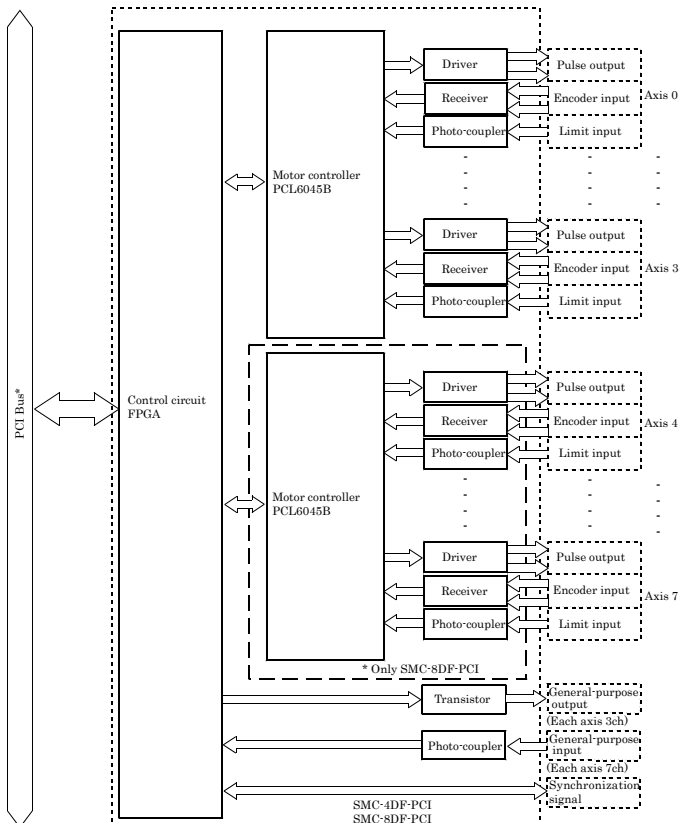 PCI Bus*
Control circuit
FPGA
Motor controller
PCL6045B
Driver
Pulse output
Receiver
Encoder input
Axis 0
Photo-coupler
Limit input
Driver
Pulse output
Receiver
Encoder input
Axis 3
Photo-coupler
Limit input
Motor controller
PCL6045B
Driver
Pulse output
Receiver
Encoder input
Axis 4
Photo-coupler
Limit input
Driver
Pulse output
Receiver
Encoder input
Axis 7
Photo-coupler
Limit input
* Only SMC-8DF-PCI
Transistor
General-purpose
output
(Each axis 3ch)
Photo-coupler
General-purpose
input
(Each axis 7ch)
Synchronization
signal
SMC-4DF-PCI
SMC-8DF-PCI